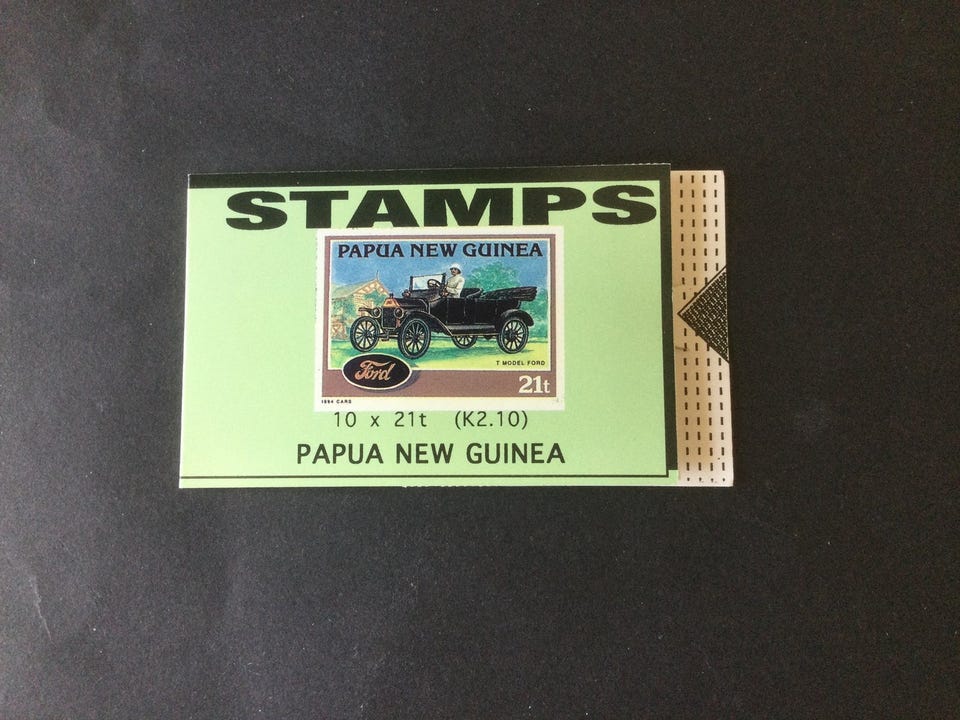 STAMPS
PAPUA NEW GUINEA
T MODEL FORD
Ford
21t
1994 CARS
10 x 21t (K2.10)
PAPUA NEW GUINEA